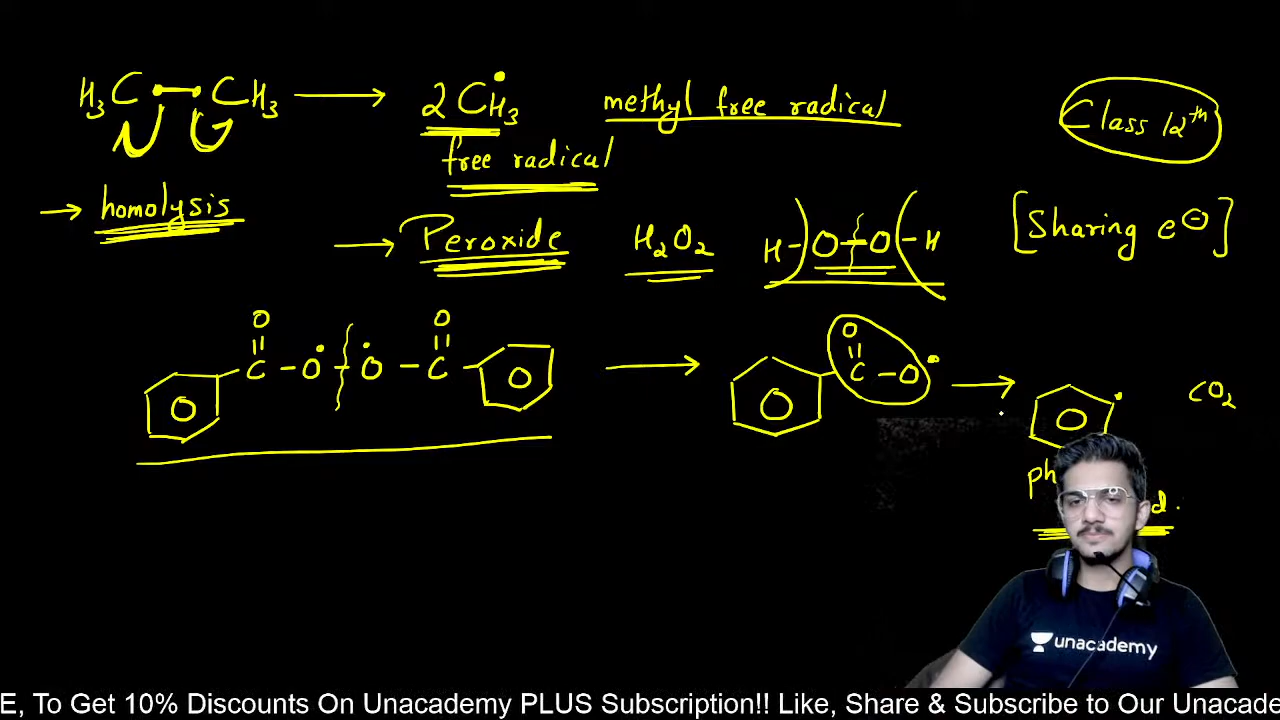 H3C—CH3 → 2CH3 methyl free radical
Class 12th
free radical
→ homolysis
→ Peroxide H2O2 H-O-O-H [Sharing e⊖]
O O O
C - O - O - C → C - O → CO2
ph d.
unacademy
E, To Get 10% Discounts On Unacademy PLUS Subscription!! Like, Share & Subscribe to Our Unacade